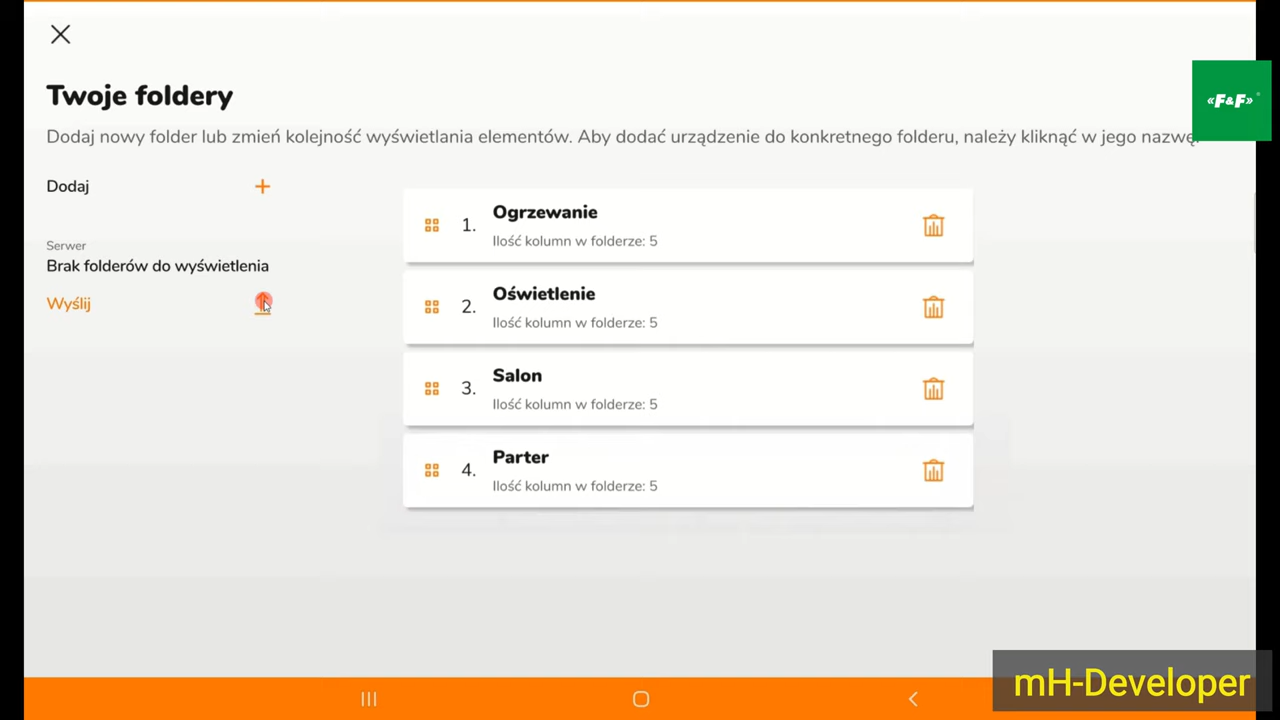 Twoje foldery
«F&F»®
Dodaj nowy folder lub zmień kolejność wyświetlania elementów. Aby dodać urządzenie do konkretnego folderu, należy kliknąć w jego nazwę.
Dodaj
Serwer
Brak folderów do wyświetlenia
Wyślij
1. Ogrzewanie
Ilość kolumn w folderze: 5
2. Oświetlenie
Ilość kolumn w folderze: 5
3. Salon
Ilość kolumn w folderze: 5
4. Parter
Ilość kolumn w folderze: 5
mH-Developer